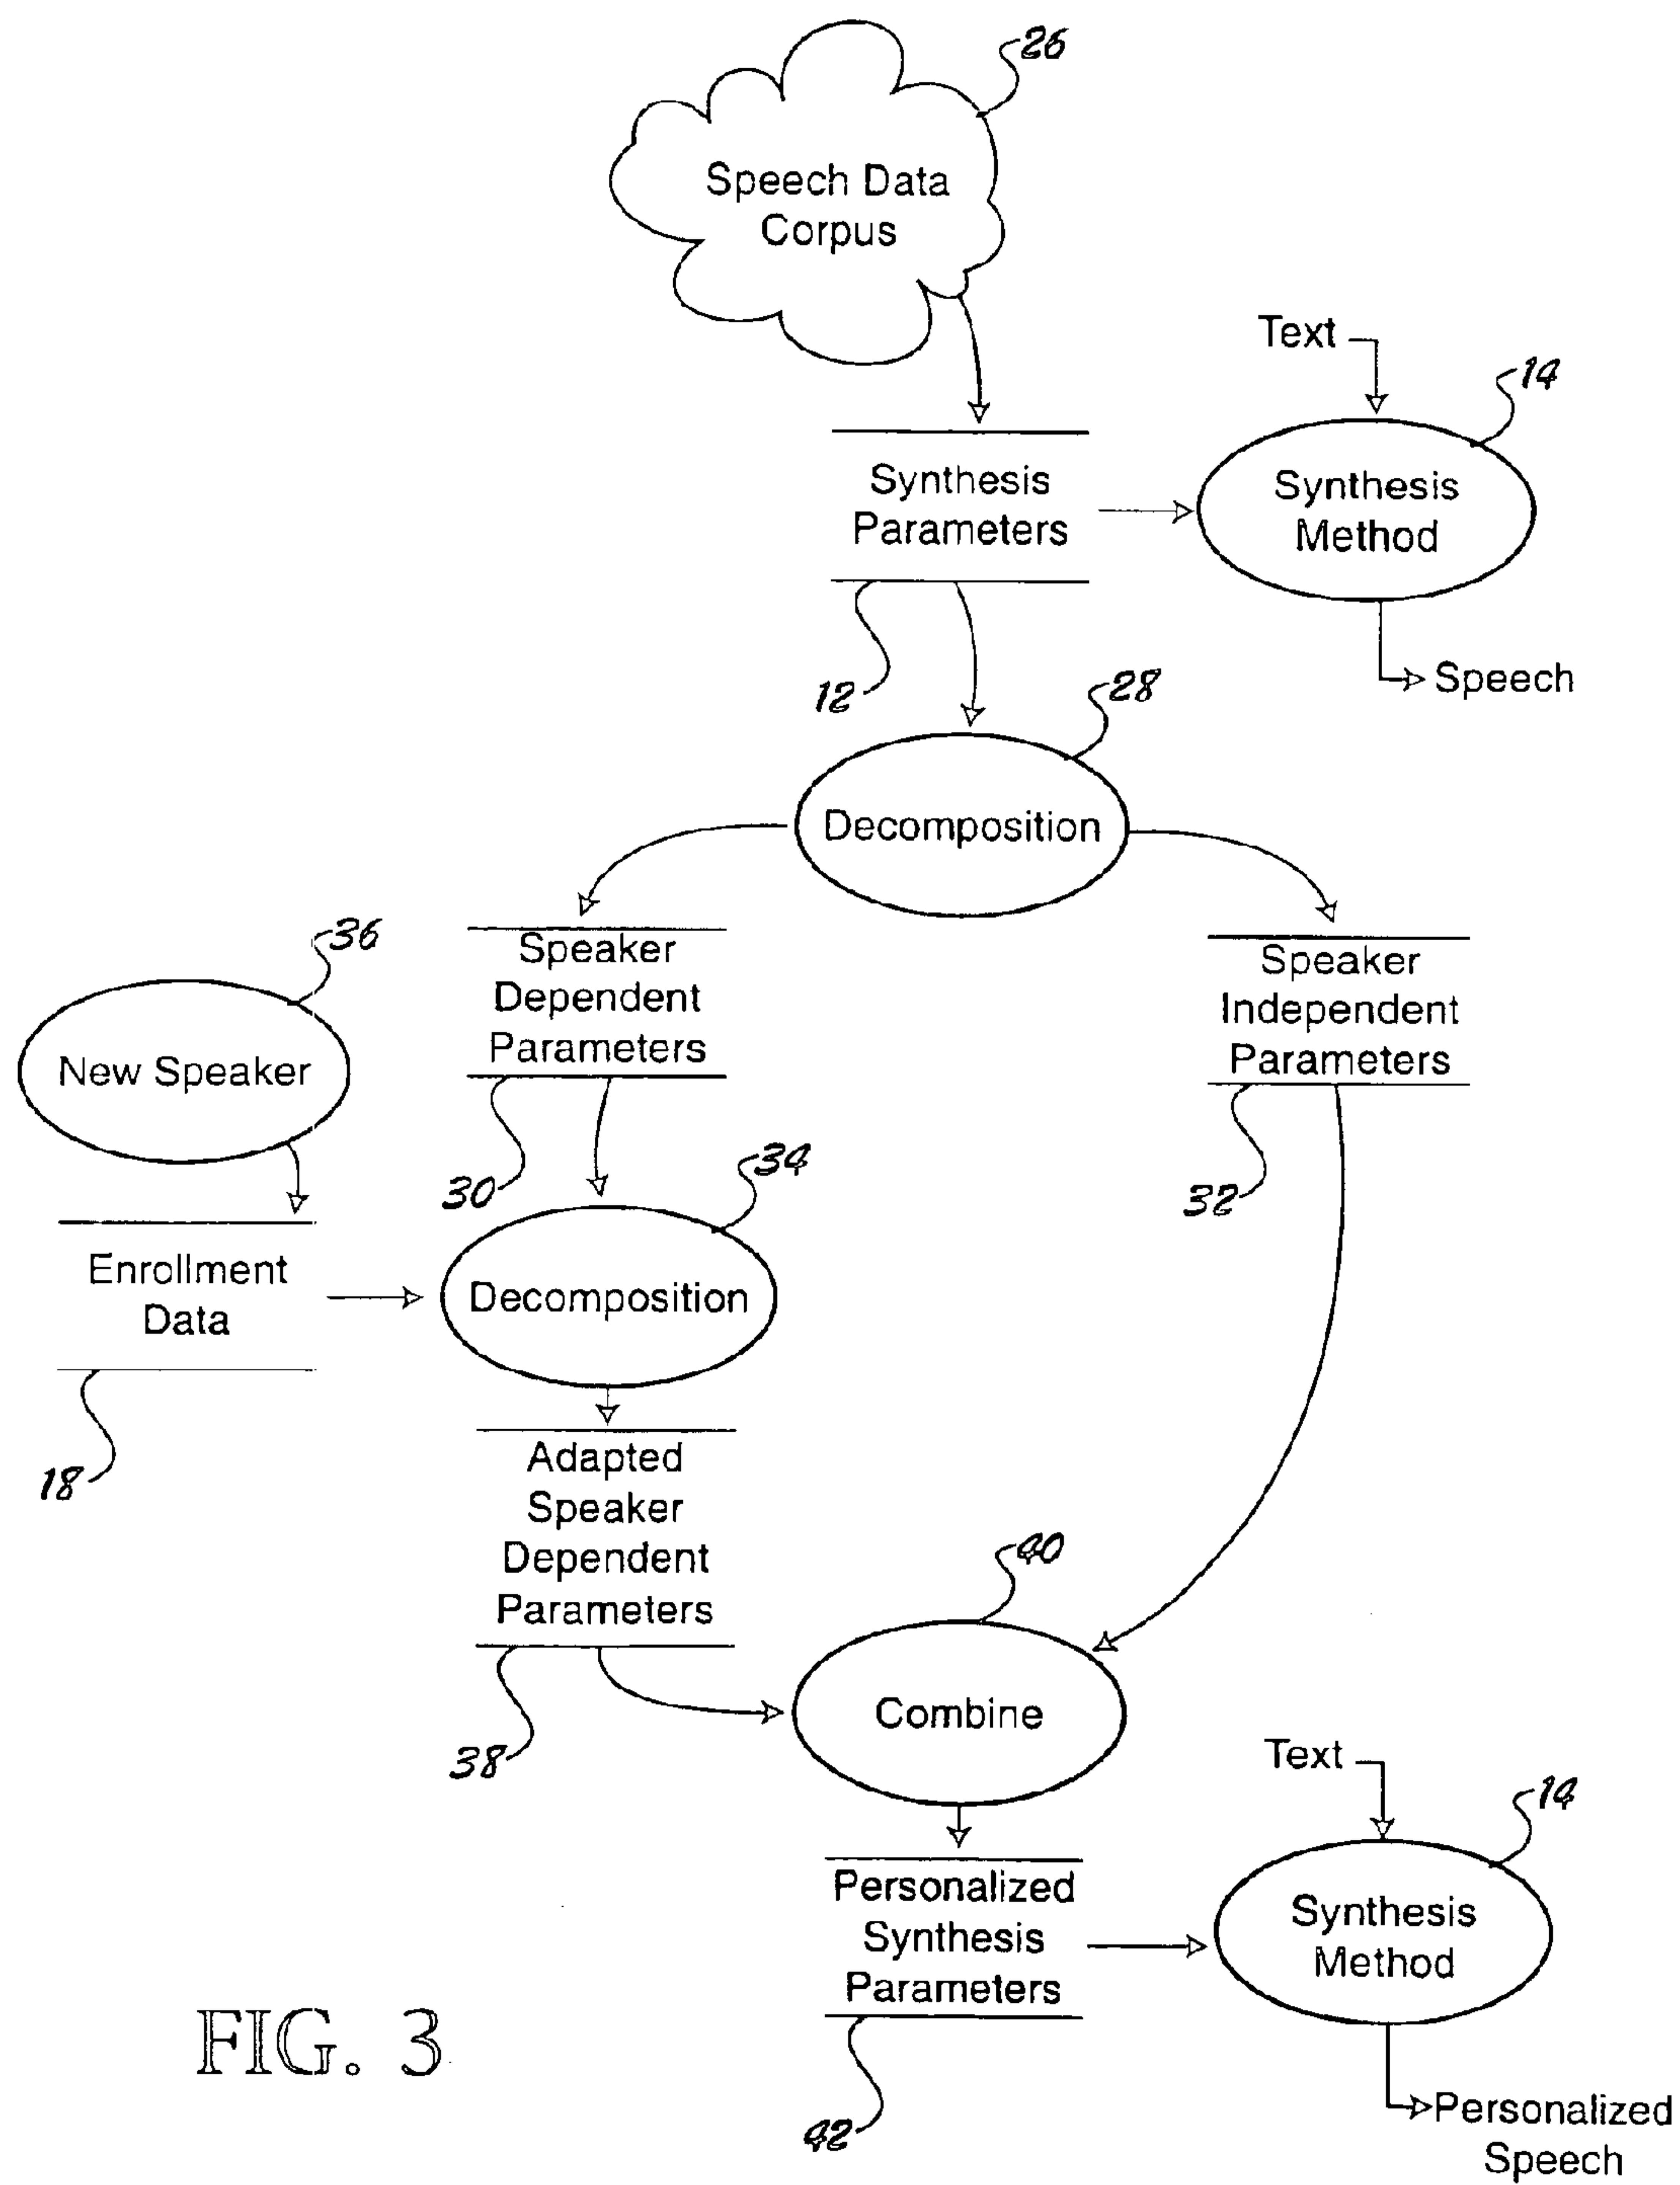 26
Speech Data
Corpus
Text
14
Synthesis
Parameters
Synthesis
Method
12
Speech
28
Decomposition
36
Speaker
Dependent
Parameters
Speaker
Independent
Parameters
New Speaker
30
34
32
Enrollment
Data
Decomposition
18
Adapted
Speaker
Dependent
Parameters
40
38
Combine
Text
14
Personalized
Synthesis
Parameters
Synthesis
Method
FIG. 3
42
Personalized
Speech